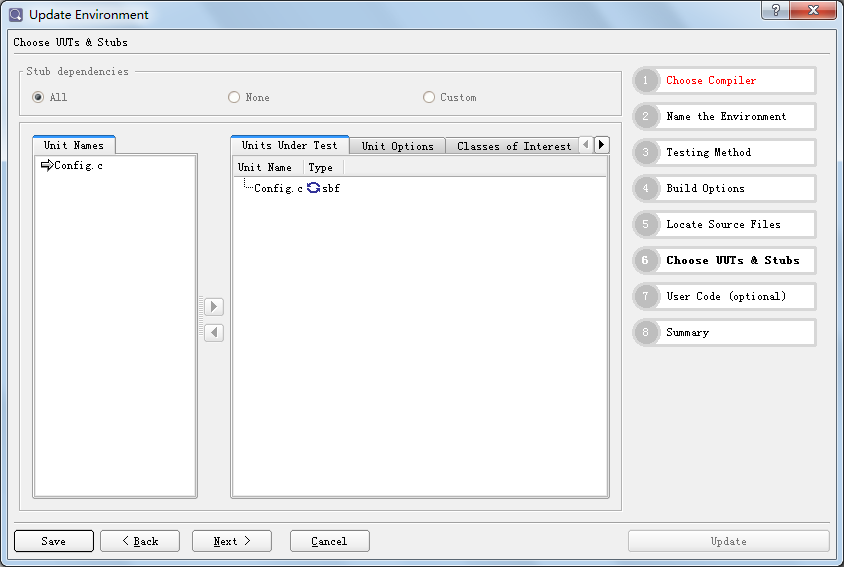 Update Environment
Choose UUTs & Stubs
Stub dependencies
All
None
Custom
Unit Names
Config.c
Units Under Test
Unit Options
Classes of Interest
Unit Name
Type
Config.c
sbf
1 Choose Compiler
2 Name the Environment
3 Testing Method
4 Build Options
5 Locate Source Files
6 Choose UUTs & Stubs
7 User Code (optional)
8 Summary
Save
< Back
Next >
Cancel
Update